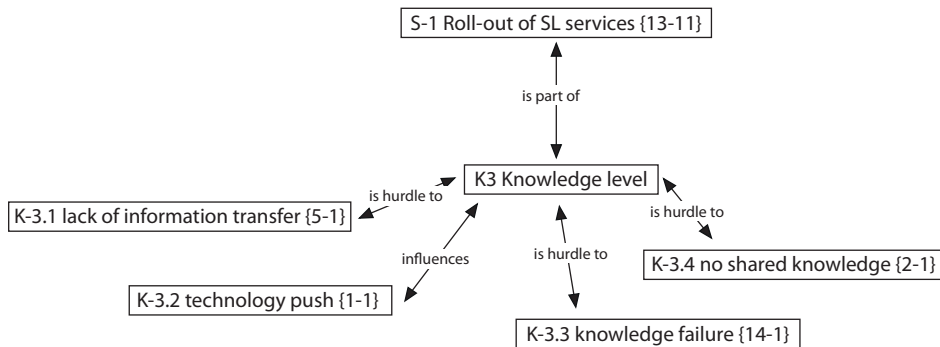 S-1 Roll-out of SL services {13-11}
is part of
K3 Knowledge level
is hurdle to
K-3.1 lack of information transfer {5-1}
is hurdle to
influences
is hurdle to
K-3.4 no shared knowledge {2-1}
K-3.2 technology push {1-1}
K-3.3 knowledge failure {14-1}